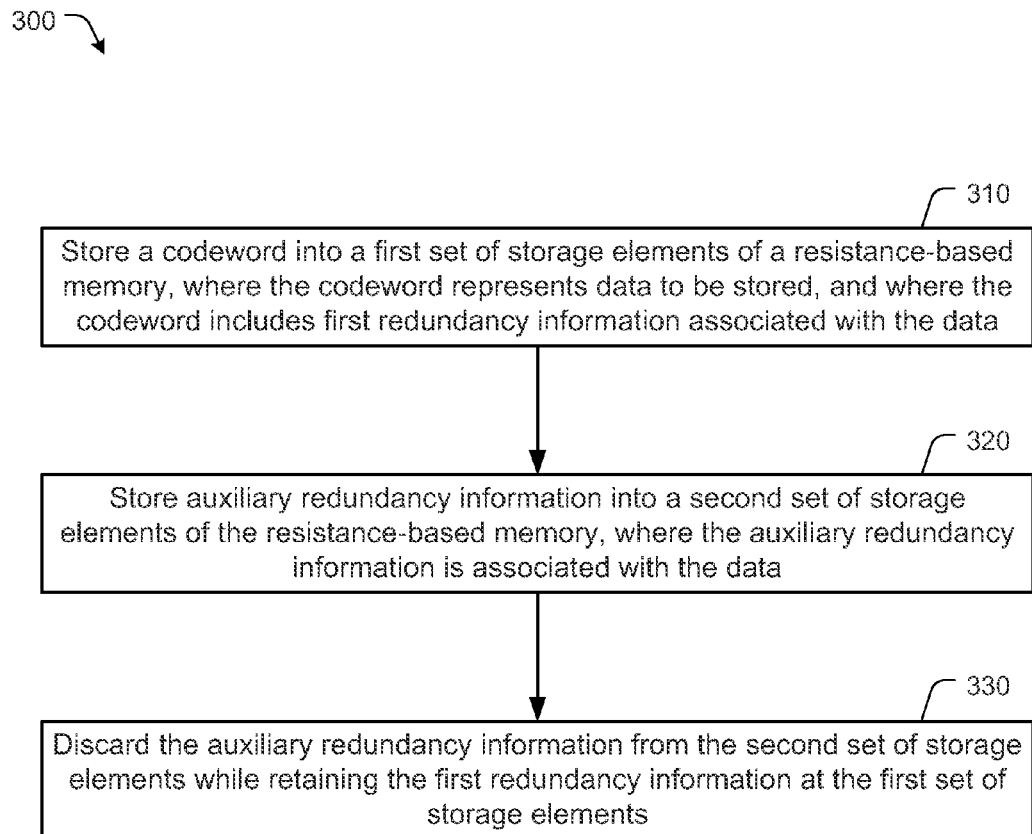 300
310
Store a codeword into a first set of storage elements of a resistance-based
memory, where the codeword represents data to be stored, and where the
codeword includes first redundancy information associated with the data
320
Store auxiliary redundancy information into a second set of storage
elements of the resistance-based memory, where the auxiliary redundancy
information is associated with the data
330
Discard the auxiliary redundancy information from the second set of storage
elements while retaining the first redundancy information at the first set of
storage elements